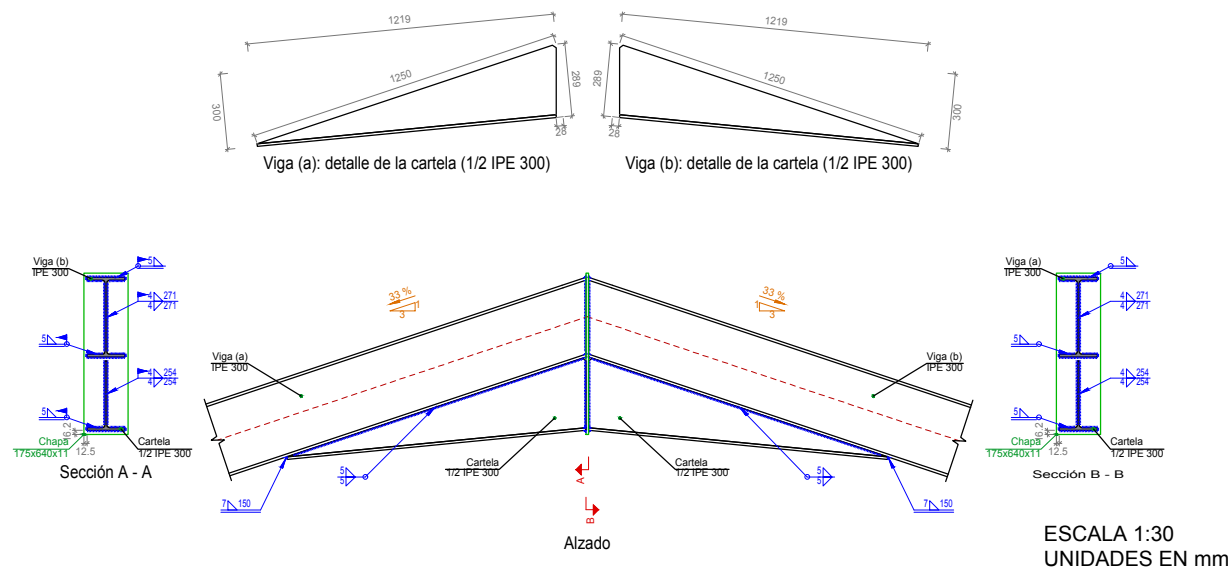 1219
1219
1250
1250
289
289
300
300
28
28
Viga (a): detalle de la cartela (1/2 IPE 300)
Viga (b): detalle de la cartela (1/2 IPE 300)
Viga (b)
IPE 300
5
4 271
4 271
5
4 254
4 254
5
16.2
Chapa
175x640x11
12.5
Cartela
1/2 IPE 300
Sección A - A
33 %
1
3
33 %
1
3
Viga (a)
IPE 300
Viga (b)
IPE 300
Cartela
1/2 IPE 300
Cartela
1/2 IPE 300
5
5
5
5
7 150
7 150
A
B
Alzado
Viga (a)
IPE 300
5
4 271
4 271
5
4 254
4 254
5
16.2
Chapa
175x640x11
12.5
Cartela
1/2 IPE 300
Sección B - B
ESCALA 1:30
UNIDADES EN mm